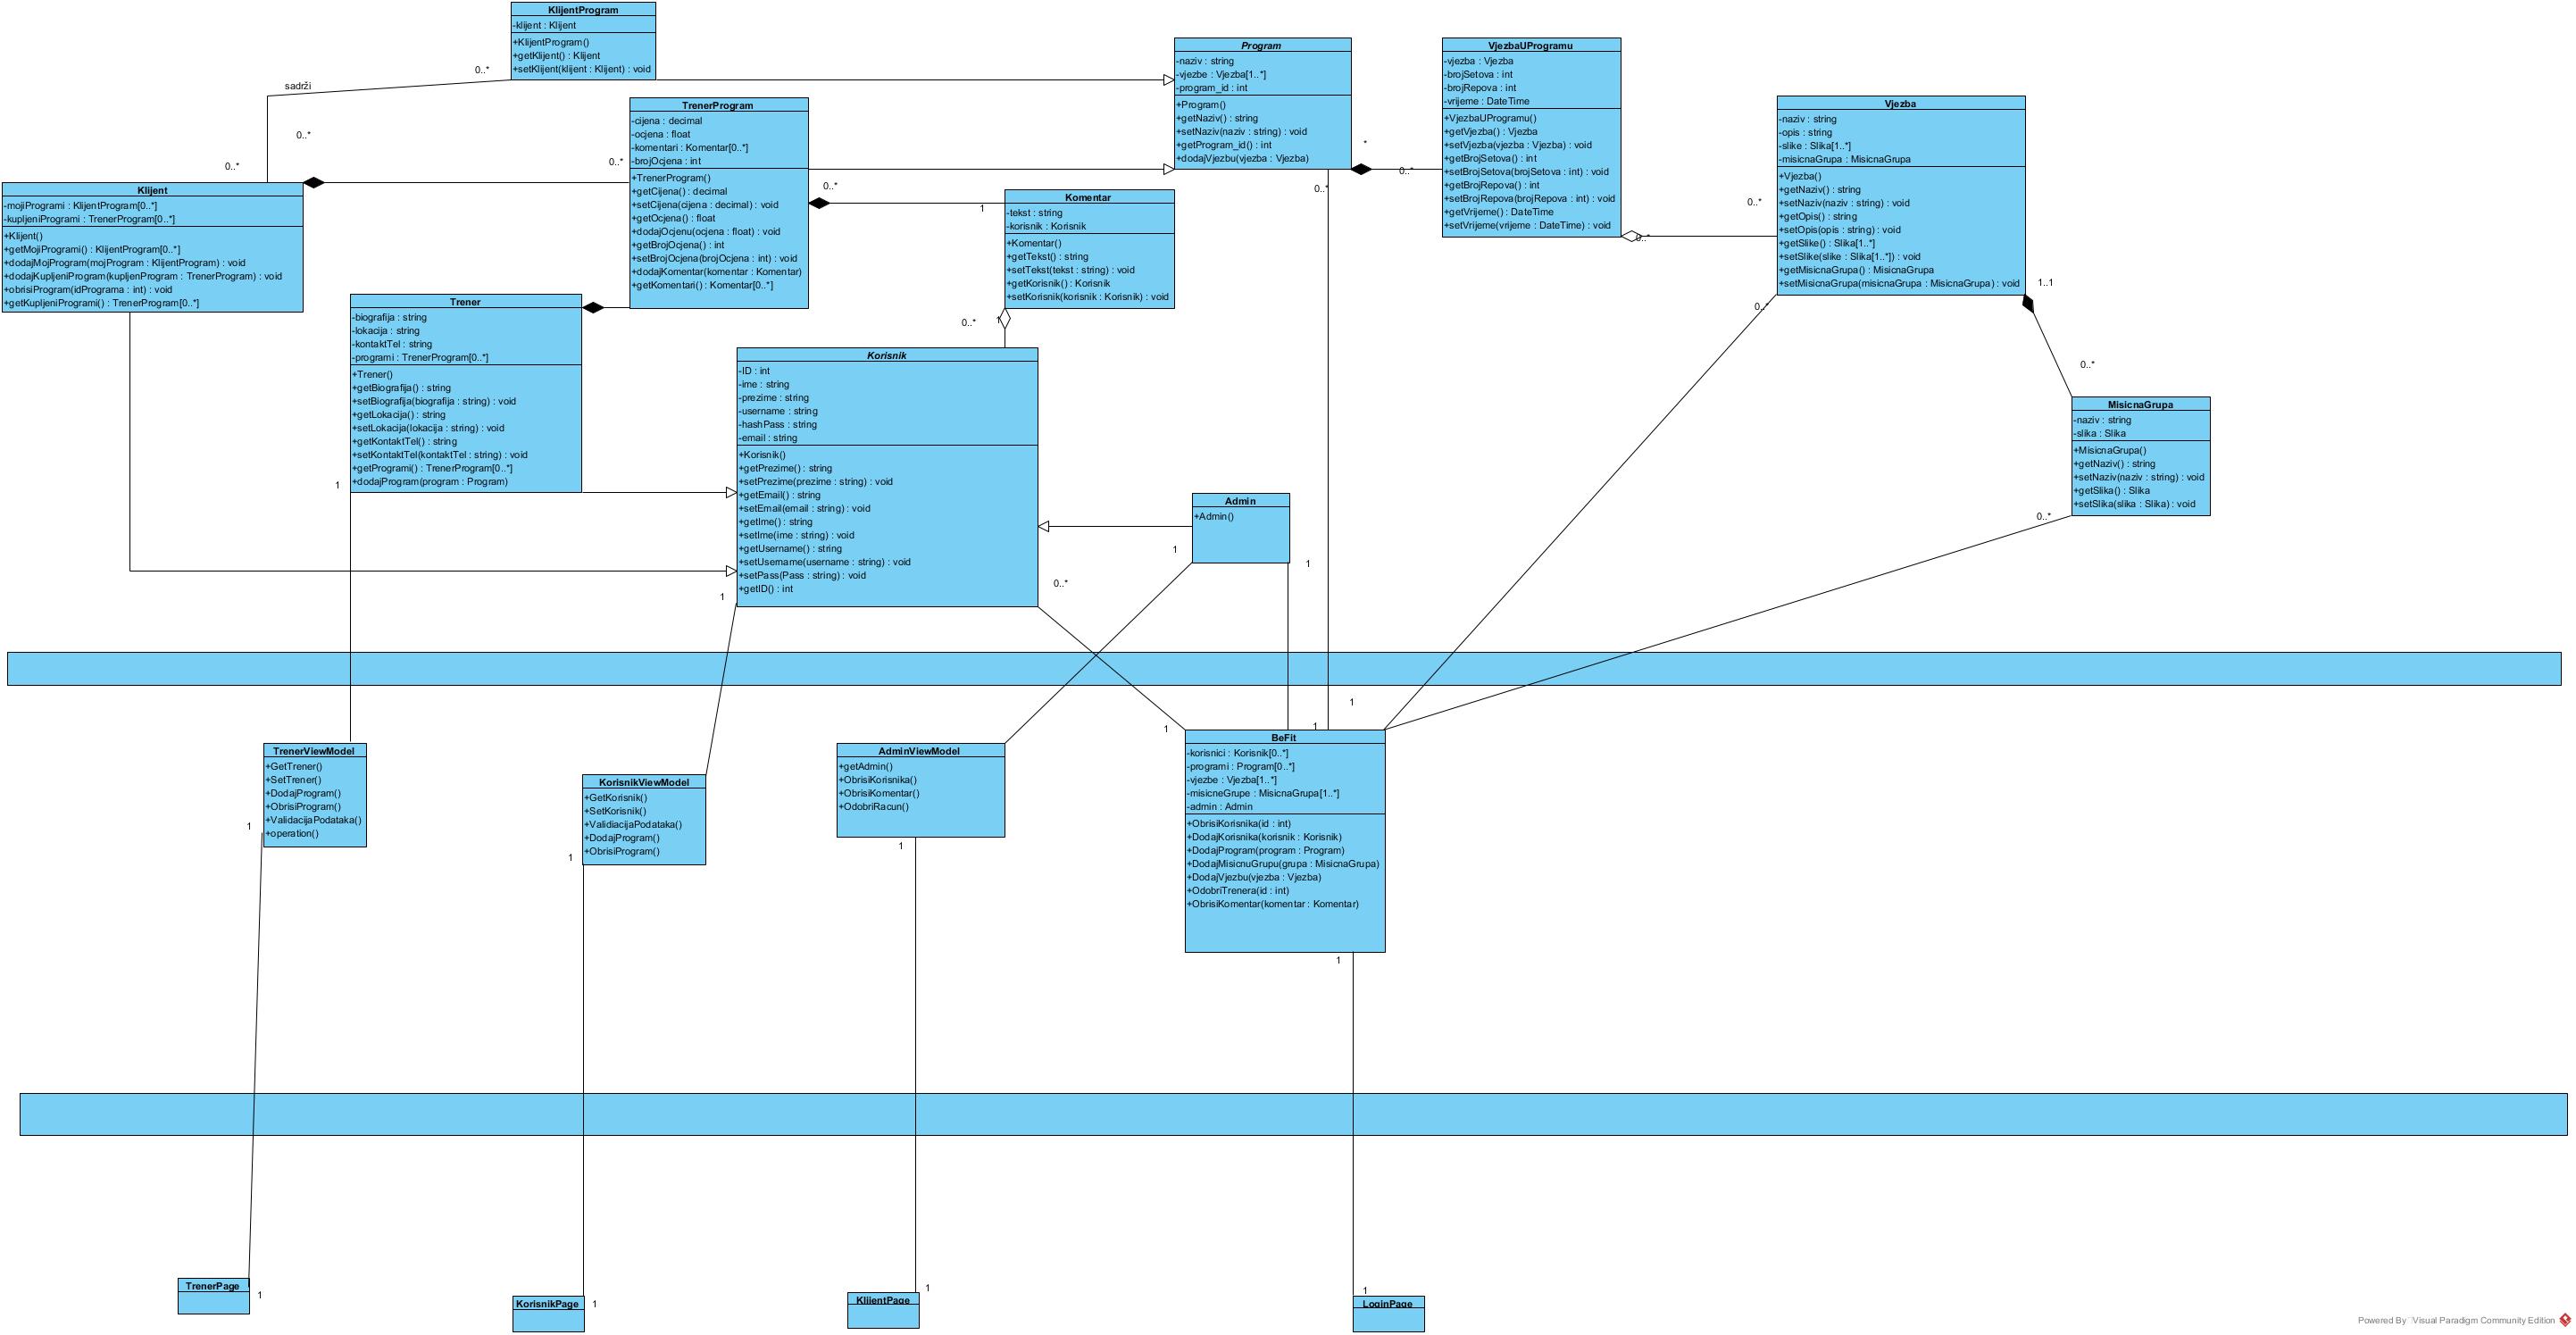 KlijentProgram
-klijent : Klijent
+KlijentProgram()
+getKlijent() : Klijent
+setKlijent(klijent : Klijent) : void
0..*
sadrži
0..*
0..*
Program
-naziv : string
-vjezbe : Vjezba[1..*]
-program_id : int
+Program()
+getNaziv() : string
+setNaziv(naziv : string) : void
+getProgram_id() : int
+dodajVjezbu(vjezba : Vjezba)
*
0..*
0..*
VjezbaUProgramu
-vjezba : Vjezba
-brojSetova : int
-brojRepova : int
-vrijeme : DateTime
+VjezbaUProgramu()
+getVjezba() : Vjezba
+setVjezba(vjezba : Vjezba) : void
+getBrojSetova() : int
+setBrojSetova(brojSetova : int) : void
+getBrojRepova() : int
+setBrojRepova(brojRepova : int) : void
+getVrijeme() : DateTime
+setVrijeme(vrijeme : DateTime) : void
0..*
0..*
Vjezba
-naziv : string
-opis : string
-slike : Slika[1..*]
-misicnaGrupa : MisicnaGrupa
+Vjezba()
+getNaziv() : string
+setNaziv(naziv : string) : void
+getOpis() : string
+setOpis(opis : string) : void
+getSlike() : Slika[1..*]
+setSlike(slike : Slika[1..*]) : void
+getMisicnaGrupa() : MisicnaGrupa
+setMisicnaGrupa(misicnaGrupa : MisicnaGrupa) : void
1..1
0..*
0..*
TrenerProgram
-cijena : decimal
-ocjena : float
-komentari : Komentar[0..*]
-brojOcjena : int
+TrenerProgram()
+getCijena() : decimal
+setCijena(cijena : decimal) : void
+getOcjena() : float
+dodajOcjenu(ocjena : float) : void
+getBrojOcjena() : int
+setBrojOcjena(brojOcjena : int) : void
+dodajKomentar(komentar : Komentar)
+getKomentari() : Komentar[0..*]
0..*
0..*
1
Klijent
-mojiProgrami : KlijentProgram[0..*]
-kupljeniProgrami : TrenerProgram[0..*]
+Klijent()
+getMojiProgrami() : KlijentProgram[0..*]
+dodajMojProgram(mojProgram : KlijentProgram) : void
+dodajKupljeniProgram(kupljenProgram : TrenerProgram) : void
+obrisiProgram(idPrograma : int) : void
+getKupljeniProgrami() : TrenerProgram[0..*]
Komentar
-tekst : string
-korisnik : Korisnik
+Komentar()
+getTekst() : string
+setTekst(tekst : string) : void
+getKorisnik() : Korisnik
+setKorisnik(korisnik : Korisnik) : void
0..*
1
Trener
-biografija : string
-lokacija : string
-kontaktTel : string
-programi : TrenerProgram[0..*]
+Trener()
+getBiografija() : string
+setBiografija(biografija : string) : void
+getLokacija() : string
+setLokacija(lokacija : string) : void
+getKontaktTel() : string
+setKontaktTel(kontaktTel : string) : void
+getProgrami() : TrenerProgram[0..*]
+dodajProgram(program : Program)
1
Korisnik
-ID : int
-ime : string
-prezime : string
-username : string
-hashPass : string
-email : string
+Korisnik()
+getPrezime() : string
+setPrezime(prezime : string) : void
+getEmail() : string
+setEmail(email : string) : void
+getIme() : string
+setIme(ime : string) : void
+getUsername() : string
+setUsername(username : string) : void
+setPass(Pass : string) : void
+getID() : int
1
0..*
MisicnaGrupa
-naziv : string
-slika : Slika
+MisicnaGrupa()
+getNaziv() : string
+setNaziv(naziv : string) : void
+getSlika() : Slika
+setSlika(slika : Slika) : void
0..*
Admin
+Admin()
1
1
1
1
1
TrenerViewModel
+GetTrener()
+SetTrener()
+DodajProgram()
+ObrisiProgram()
+ValidacijaPodataka()
+operation()
1
KorisnikViewModel
+GetKorisnik()
+SetKorisnik()
+ValidiacijaPodataka()
+DodajProgram()
+ObrisiProgram()
1
AdminViewModel
+getAdmin()
+ObrisiKorisnika()
+ObrisiKomentar()
+OdobriRacun()
1
BeFit
-korisnici : Korisnik[0..*]
-programi : Program[0..*]
-vjezbe : Vjezba[1..*]
-misicneGrupe : MisicnaGrupa[1..*]
-admin : Admin
+ObrisiKorisnika(id : int)
+DodajKorisnika(korisnik : Korisnik)
+DodajProgram(program : Program)
+DodajMisicnuGrupu(grupa : MisicnaGrupa)
+DodajVjezbu(vjezba : Vjezba)
+OdobriTrenera(id : int)
+ObrisiKomentar(komentar : Komentar)
1
TrenerPage
1
KorisnikPage
1
KlijentPage
1
LoginPage
1
Powered By Visual Paradigm Community Edition